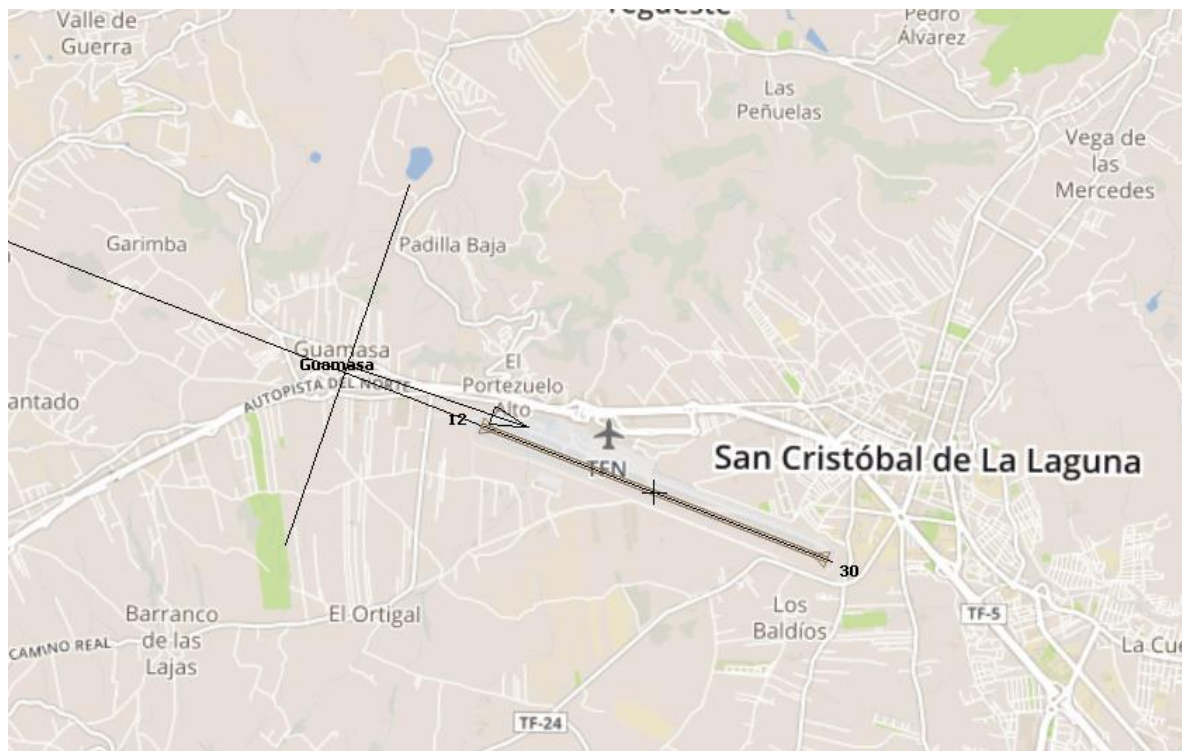 Tegueste
Valle de
Guerra
Pedro
Álvarez
Las
Peñuelas
Vega de
las
Mercedes
Garimba
Padilla Baja
Guamasa
Guamasa
El
Portezuelo
Alto
AUTOPISTA DEL NORTE
antado
12
TFN
San Cristóbal de La Laguna
30
Barranco
de las
Lajas
El Ortigal
Los
Baldíos
TF-5
CAMINO REAL
La Cue
TF-24